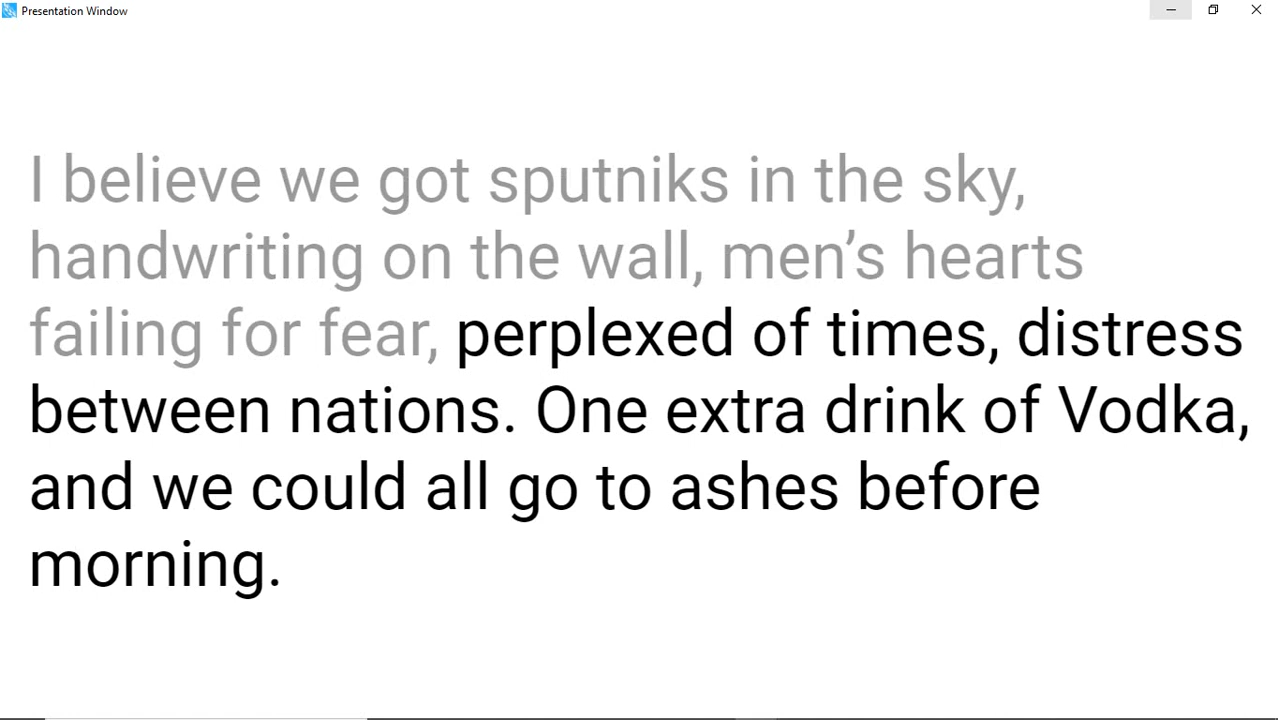 Presentation Window
I believe we got sputniks in the sky,
handwriting on the wall, men’s hearts
failing for fear, perplexed of times, distress
between nations. One extra drink of Vodka,
and we could all go to ashes before
morning.